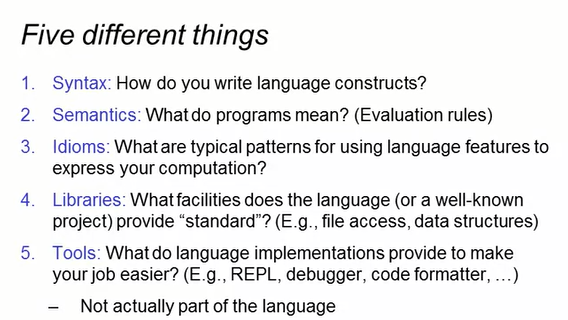 Five different things
1. Syntax: How do you write language constructs?
2. Semantics: What do programs mean? (Evaluation rules)
3. Idioms: What are typical patterns for using language features to
express your computation?
4. Libraries: What facilities does the language (or a well-known
project) provide “standard”? (E.g., file access, data structures)
5. Tools: What do language implementations provide to make
your job easier? (E.g., REPL, debugger, code formatter, …)
– Not actually part of the language